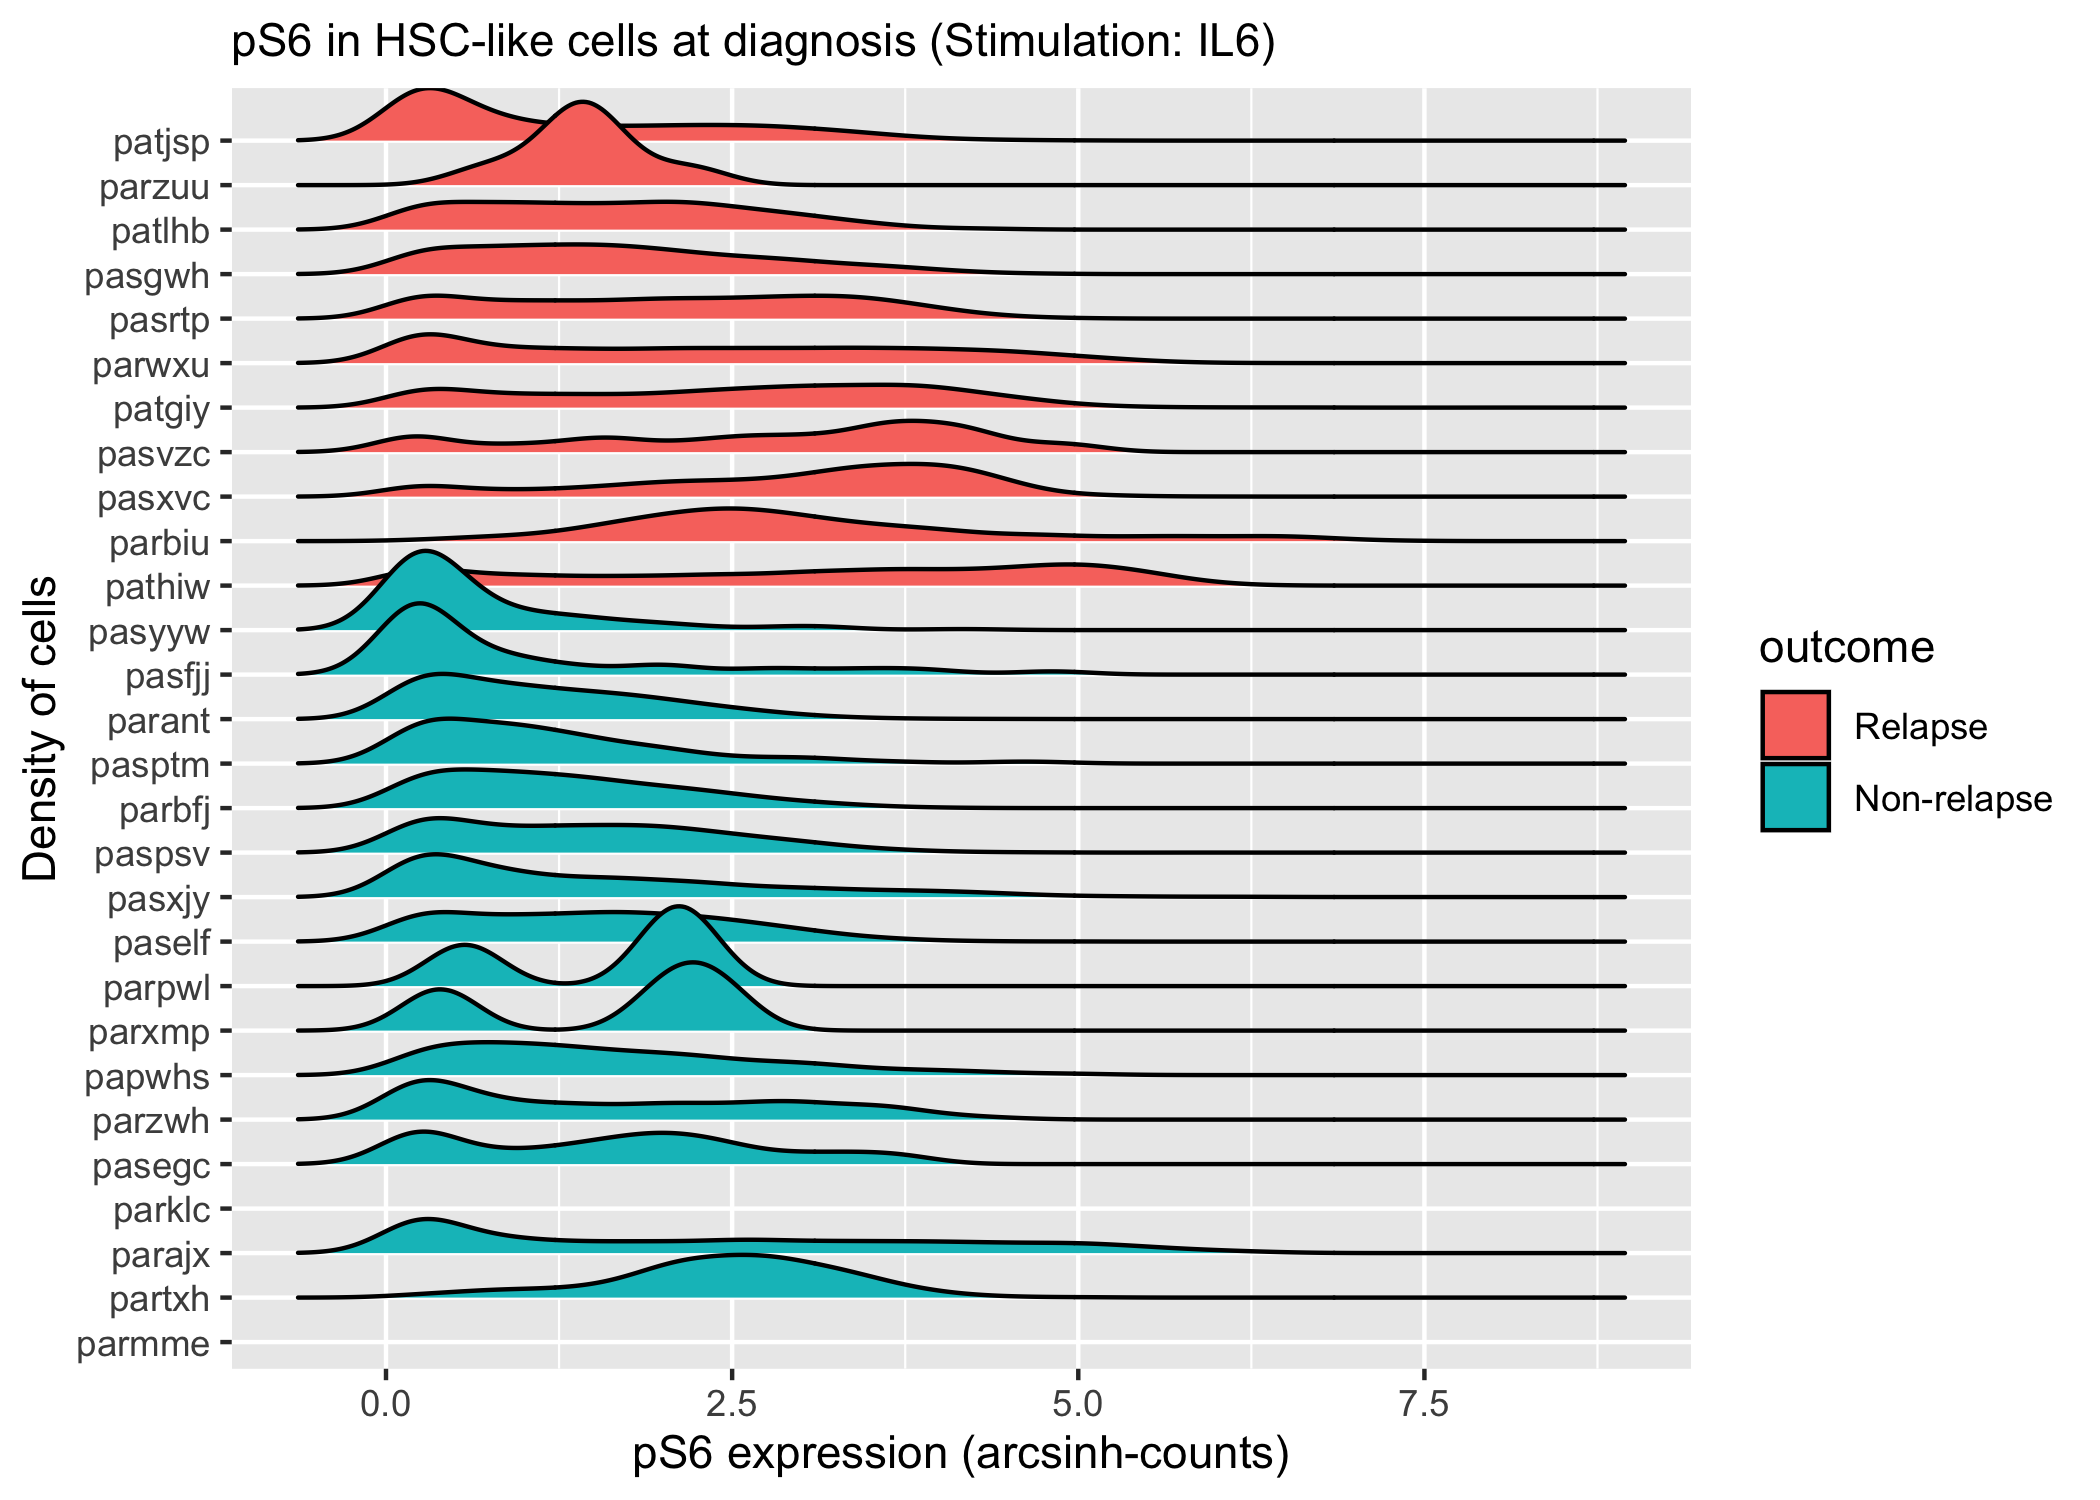 pS6 in HSC-like cells at diagnosis (Stimulation: IL6)
patjsp
parzuu
patlhb
pasgwh
pasrtp
parwxu
patgiy
pasvzc
pasxvc
parbiu
pathiw
pasyyw
pasfjj
parant
pasptm
parbfj
paspsv
pasxjy
paself
parpwl
parxmp
papwhs
parzwh
pasegc
parklc
parajx
partxh
parmme
Density of cells
0.0 2.5 5.0 7.5
pS6 expression (arcsinh-counts)
outcome
Relapse
Non-relapse